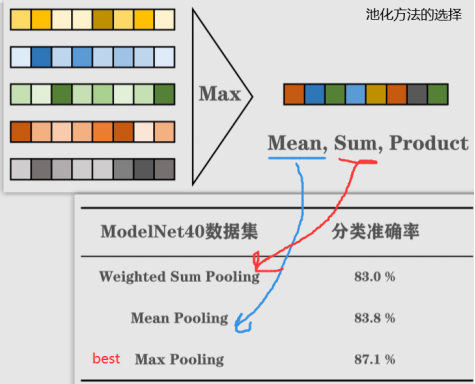 池化方法的选择
Max
Mean, Sum, Product
ModelNet40数据集 分类准确率
Weighted Sum Pooling 83.0 %
Mean Pooling 83.8 %
best Max Pooling 87.1 %